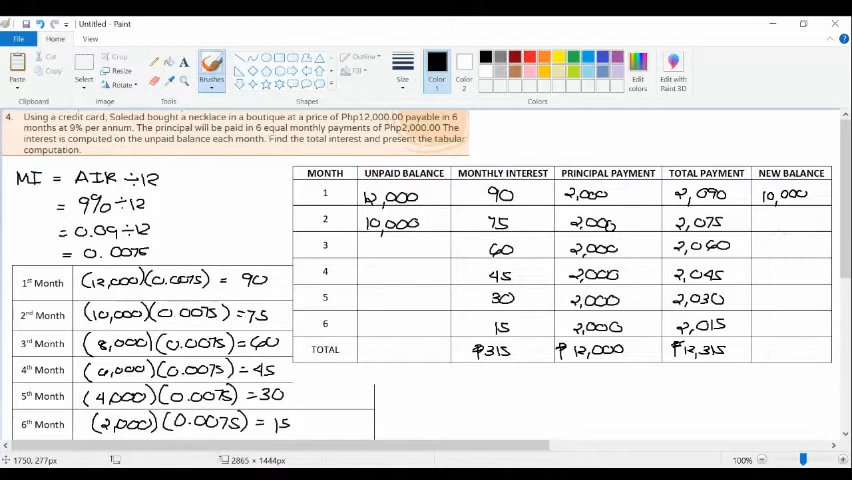 Untitled - Paint
File Home View
Paste
Cut
Copy
Clipboard
Select
Crop
Resize
Rotate
Image
Tools
Brushes
Outline
Fill
Shapes
Size
Color 1
Color 2
Colors
Edit colors
Edit with Paint 3D
4. Using a credit card, Soledad bought a necklace in a boutique at a price of Php12,000.00 payable in 6
months at 9% per annum. The principal will be paid in 6 equal monthly payments of Php2,000.00 The
interest is computed on the unpaid balance each month. Find the total interest and present the tabular
computation.
MI = AIR ÷12
= 9% ÷12
= 0.09 ÷12
= 0.0075
1st Month (12,000)(0.0075) = 90
2nd Month (10,000)(0.0075) =75
3rd Month (8,000)(0.0075)=60
4th Month (6,000)(0.0075) =45
5th Month (4,000)(0.0075)=30
6th Month (2,000)(0.0075) = 15
MONTH UNPAID BALANCE MONTHLY INTEREST PRINCIPAL PAYMENT TOTAL PAYMENT NEW BALANCE
1 12,000 90 2,000 2,090 10,000
2 10,000 75 2,000 2,075
3 60 2,000 2,060
4 45 2,000 2,045
5 30 2,000 2,030
6 15 2,000 2,015
TOTAL ₱315 ₱12,000 ₱12,315
1750, 277px 2865 × 1444px 100%